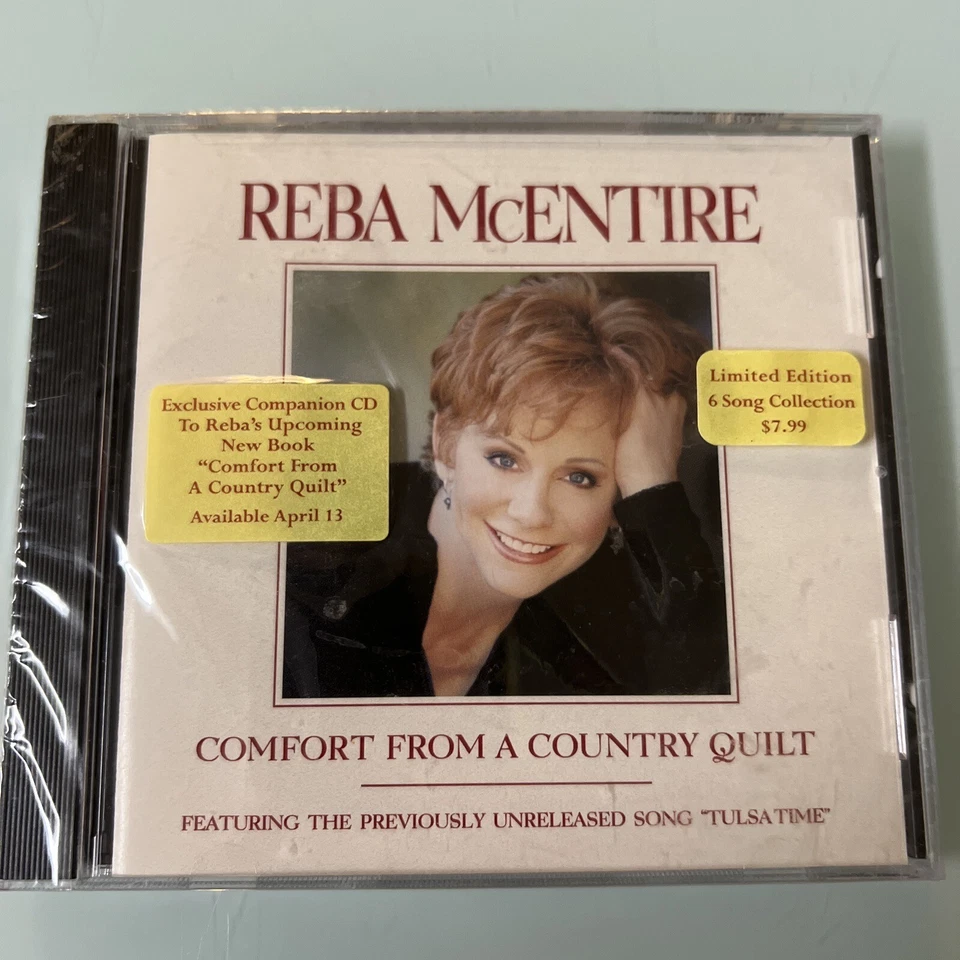 REBA McENTIRE
Exclusive Companion CD
To Reba's Upcoming
New Book
"Comfort From
A Country Quilt"
Available April 13
Limited Edition
6 Song Collection
$7.99
COMFORT FROM A COUNTRY QUILT
FEATURING THE PREVIOUSLY UNRELEASED SONG "TULSA TIME"